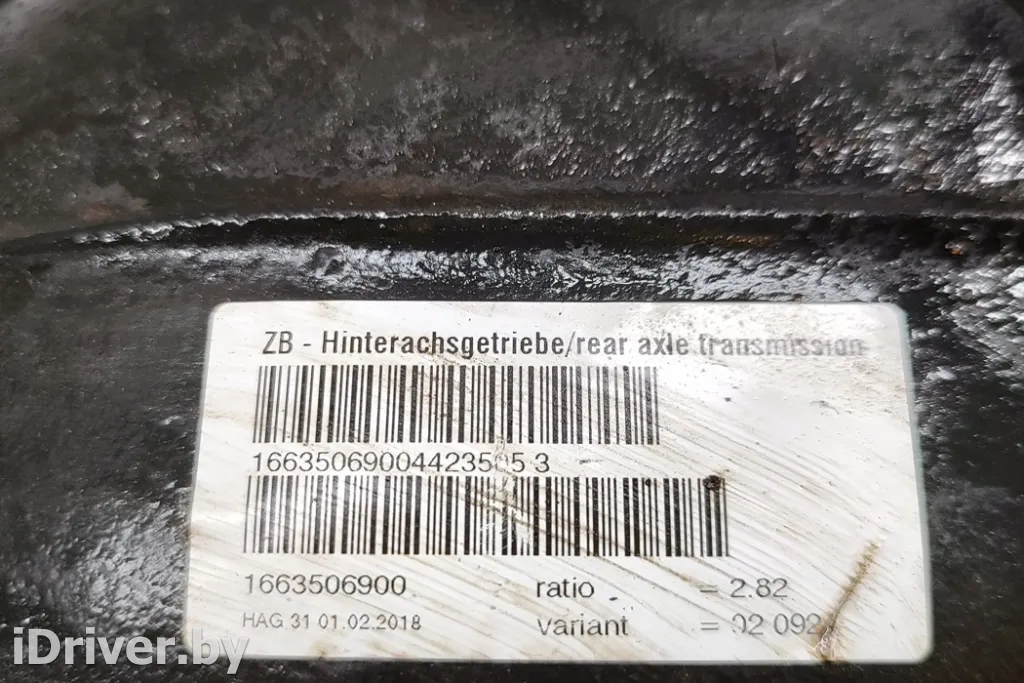 ZB - Hinterachsgetriebe/rear axle transmission
1663506900
ratio = 2.82
HAG 31 01.02.2018
variant =
iDriver.by